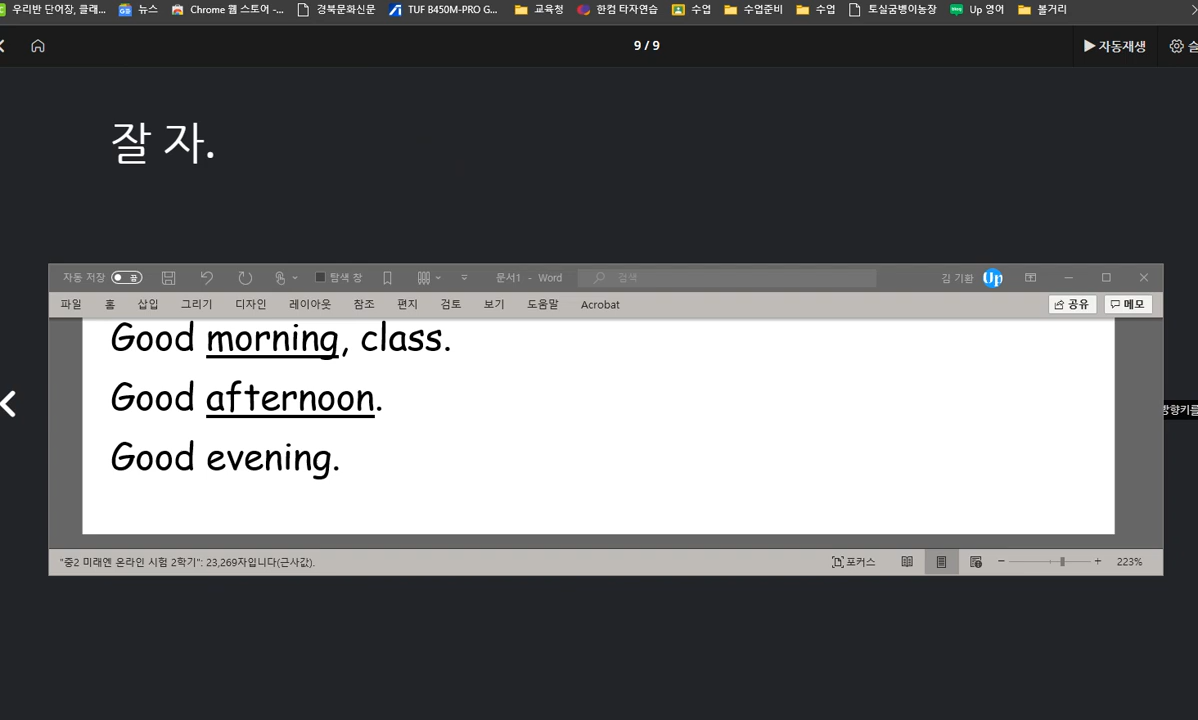 우리반 단어장, 클래... 뉴스 Chrome 웹 스토어 -... 경북문화신문 TUF B450M-PRO G... 교육청 한컴 타자연습 수업 수업준비 수업 토실굼벵이농장 Up 영어 볼거리
9 / 9 자동재생 슬
잘 자.
자동 저장 끔 탐색 창 문서1 - Word 검색 김 기환 Up
파일 홈 삽입 그리기 디자인 레이아웃 참조 편지 검토 보기 도움말 Acrobat 공유 메모
Good morning, class.
Good afternoon.
Good evening.
방향키를
"중2 미래엔 온라인 시험 2학기": 23,269자입니다(근사값). 포커스 223%